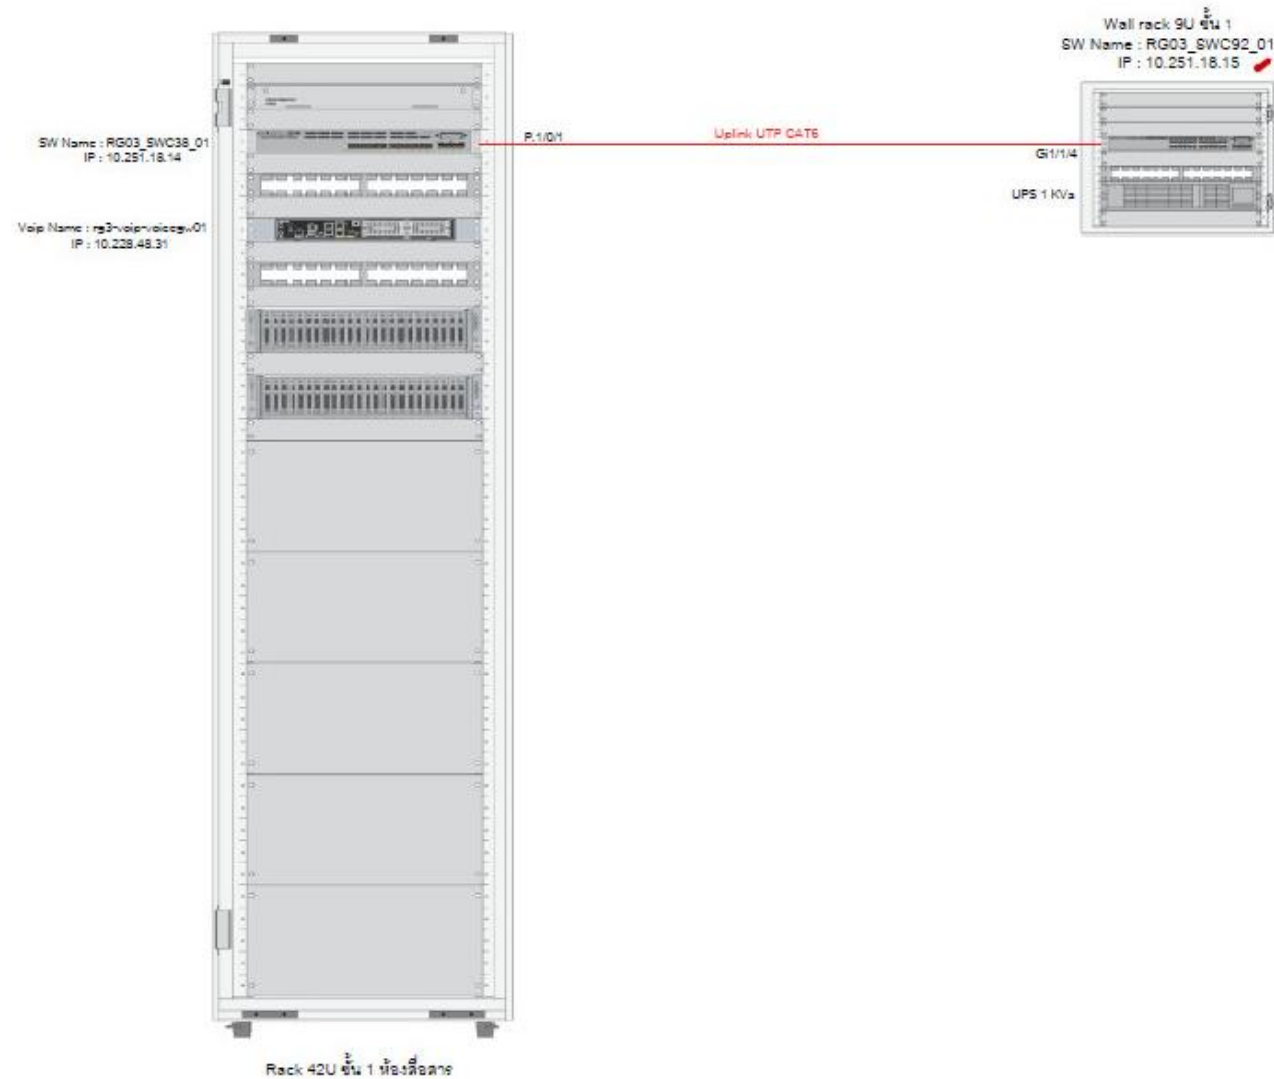 Wall rack 9U ชั้น 1
SW Name : RG03_SWC92_01
IP : 10.251.18.15
SW Name : RG03_SWC38_01
IP : 10.251.18.14
P.1/0/1
Uplink UTP CAT6
Gi1/1/4
UPS 1 KVa
Voip Name : rg3-voip-voicegw01
IP : 10.228.48.31
Rack 42U ชั้น 1 ห้องสื่อสาร